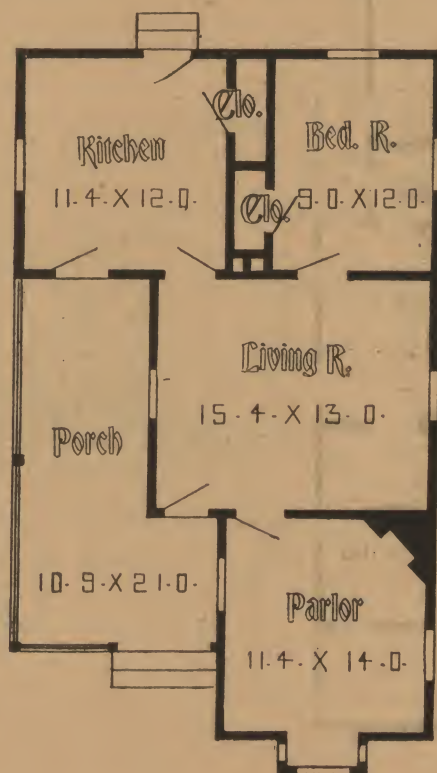 Kitchen
11.4. X 12.0.
Clo.
Clo.
Bed. R.
9.0. X 12.0.
Living R.
15.4. X 13.0.
Porch
10.9. X 21.0.
Parlor
11.4. X 14.0.